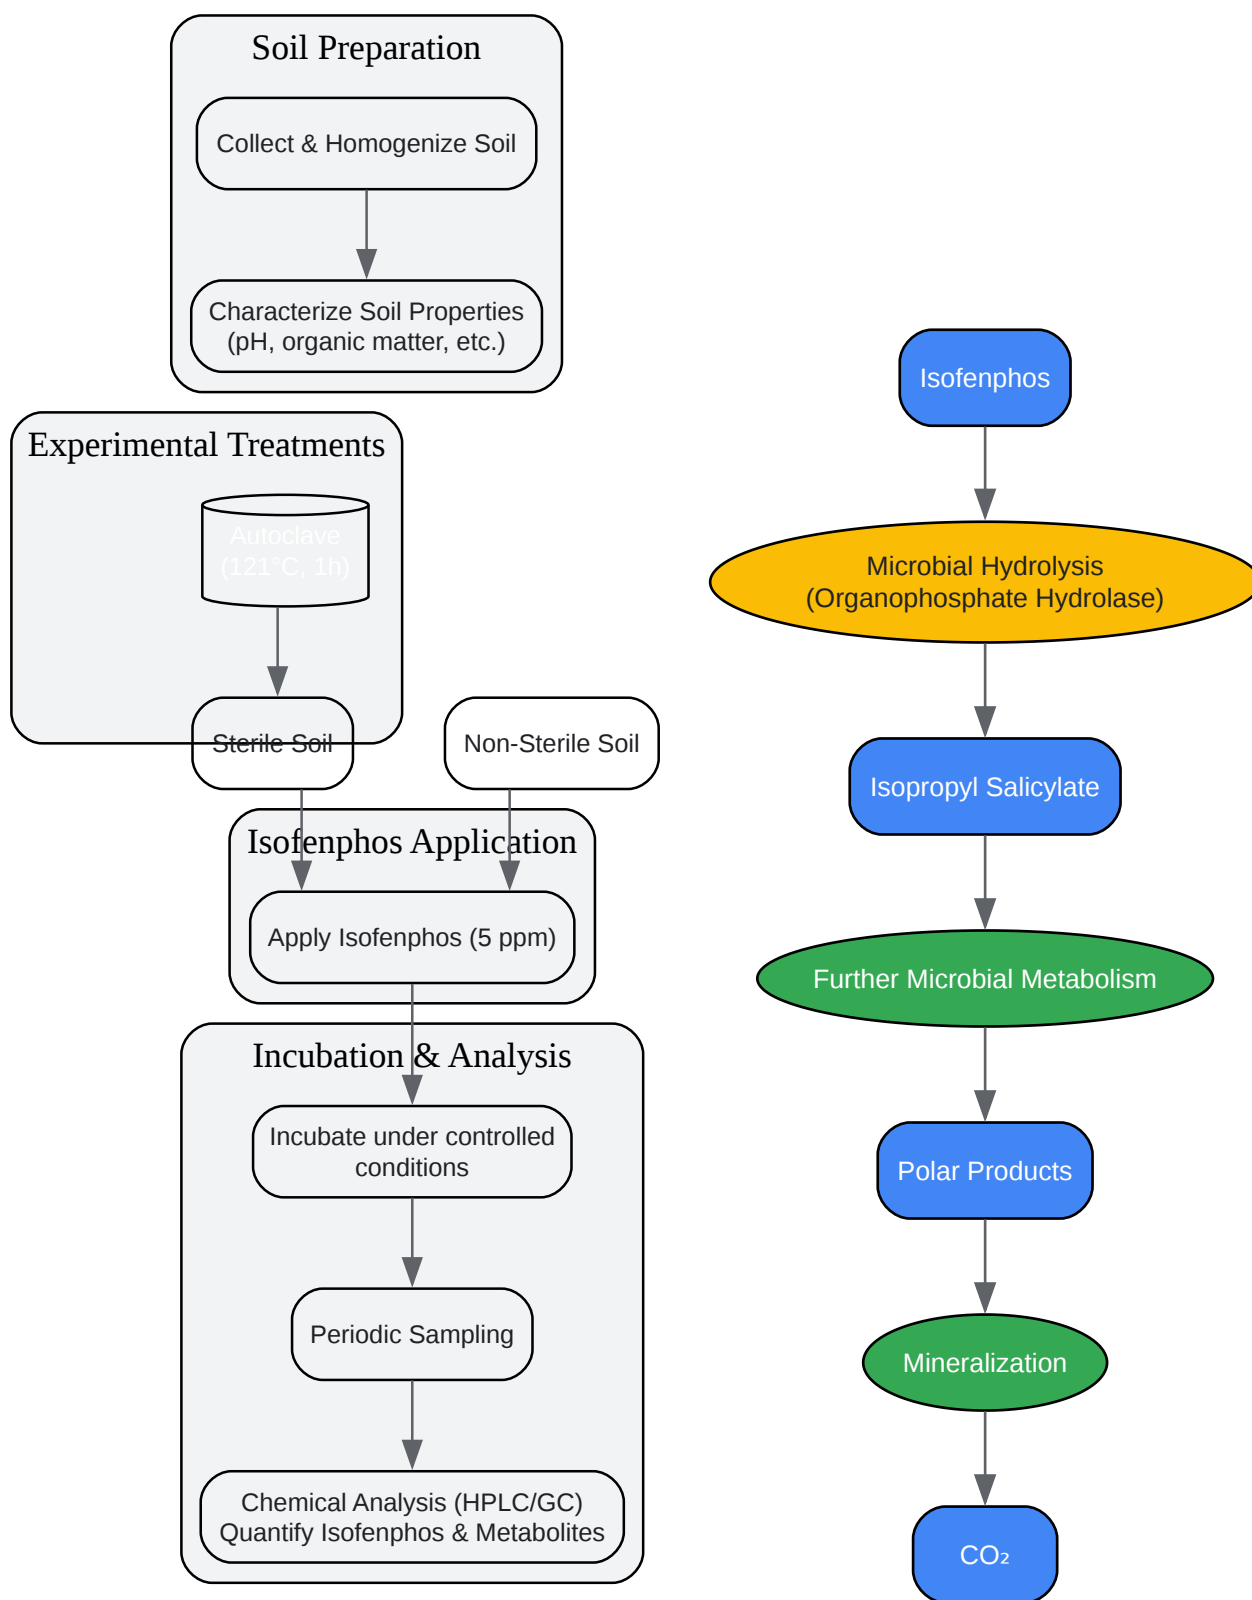 Soil Preparation
Collect & Homogenize Soil
Characterize Soil Properties
(pH, organic matter, etc.)
Experimental Treatments
Autoclave
(121°C, 1h)
Sterile Soil
Non-Sterile Soil
Isofenphos Application
Apply Isofenphos (5 ppm)
Incubation & Analysis
Incubate under controlled
conditions
Periodic Sampling
Chemical Analysis (HPLC/GC)
Quantify Isofenphos & Metabolites
Isofenphos
Microbial Hydrolysis
(Organophosphate Hydrolase)
Isopropyl Salicylate
Further Microbial Metabolism
Polar Products
Mineralization
CO₂